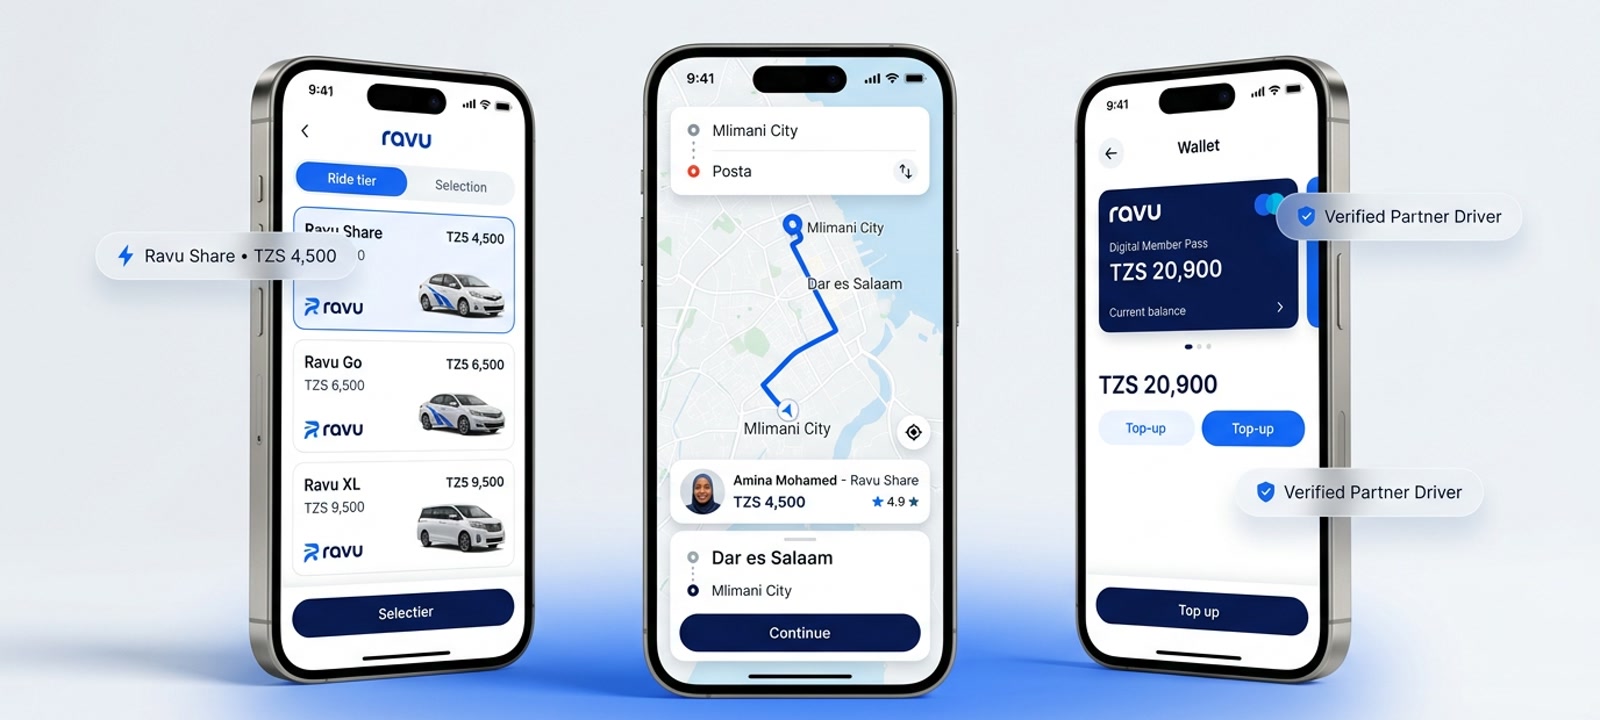 9:41
ravu
Ride tier
Selection
Ravu Share
TZS 4,500
Ravu Share • TZS 4,500
0
ravu
Ravu Go
TZS 6,500
TZS 6,500
ravu
Ravu XL
TZS 9,500
TZS 9,500
ravu
Selectier
9:41
Mlimani City
Posta
Mlimani City
Dar es Salaam
Mlimani City
Amina Mohamed - Ravu Share
TZS 4,500
4.9
Dar es Salaam
Mlimani City
Continue
9:41
Wallet
ravu
Digital Member Pass
TZS 20,900
Current balance
Verified Partner Driver
TZS 20,900
Top-up
Top-up
Verified Partner Driver
Top up